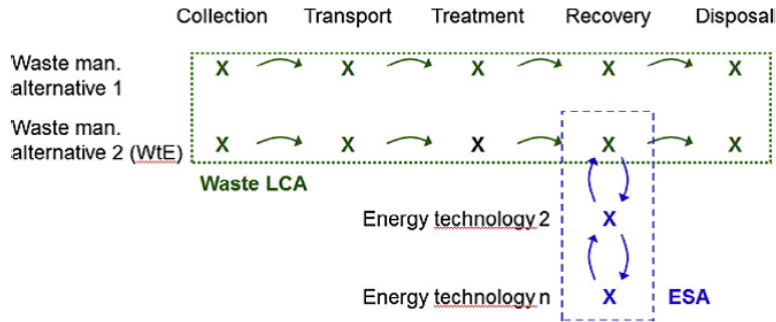 Collection Transport Treatment Recovery Disposal
Waste man.
alternative 1
X X X X X
Waste man.
alternative 2 (WtE)
X X X X X
Waste LCA
Energy technology 2 X
Energy technology n X ESA